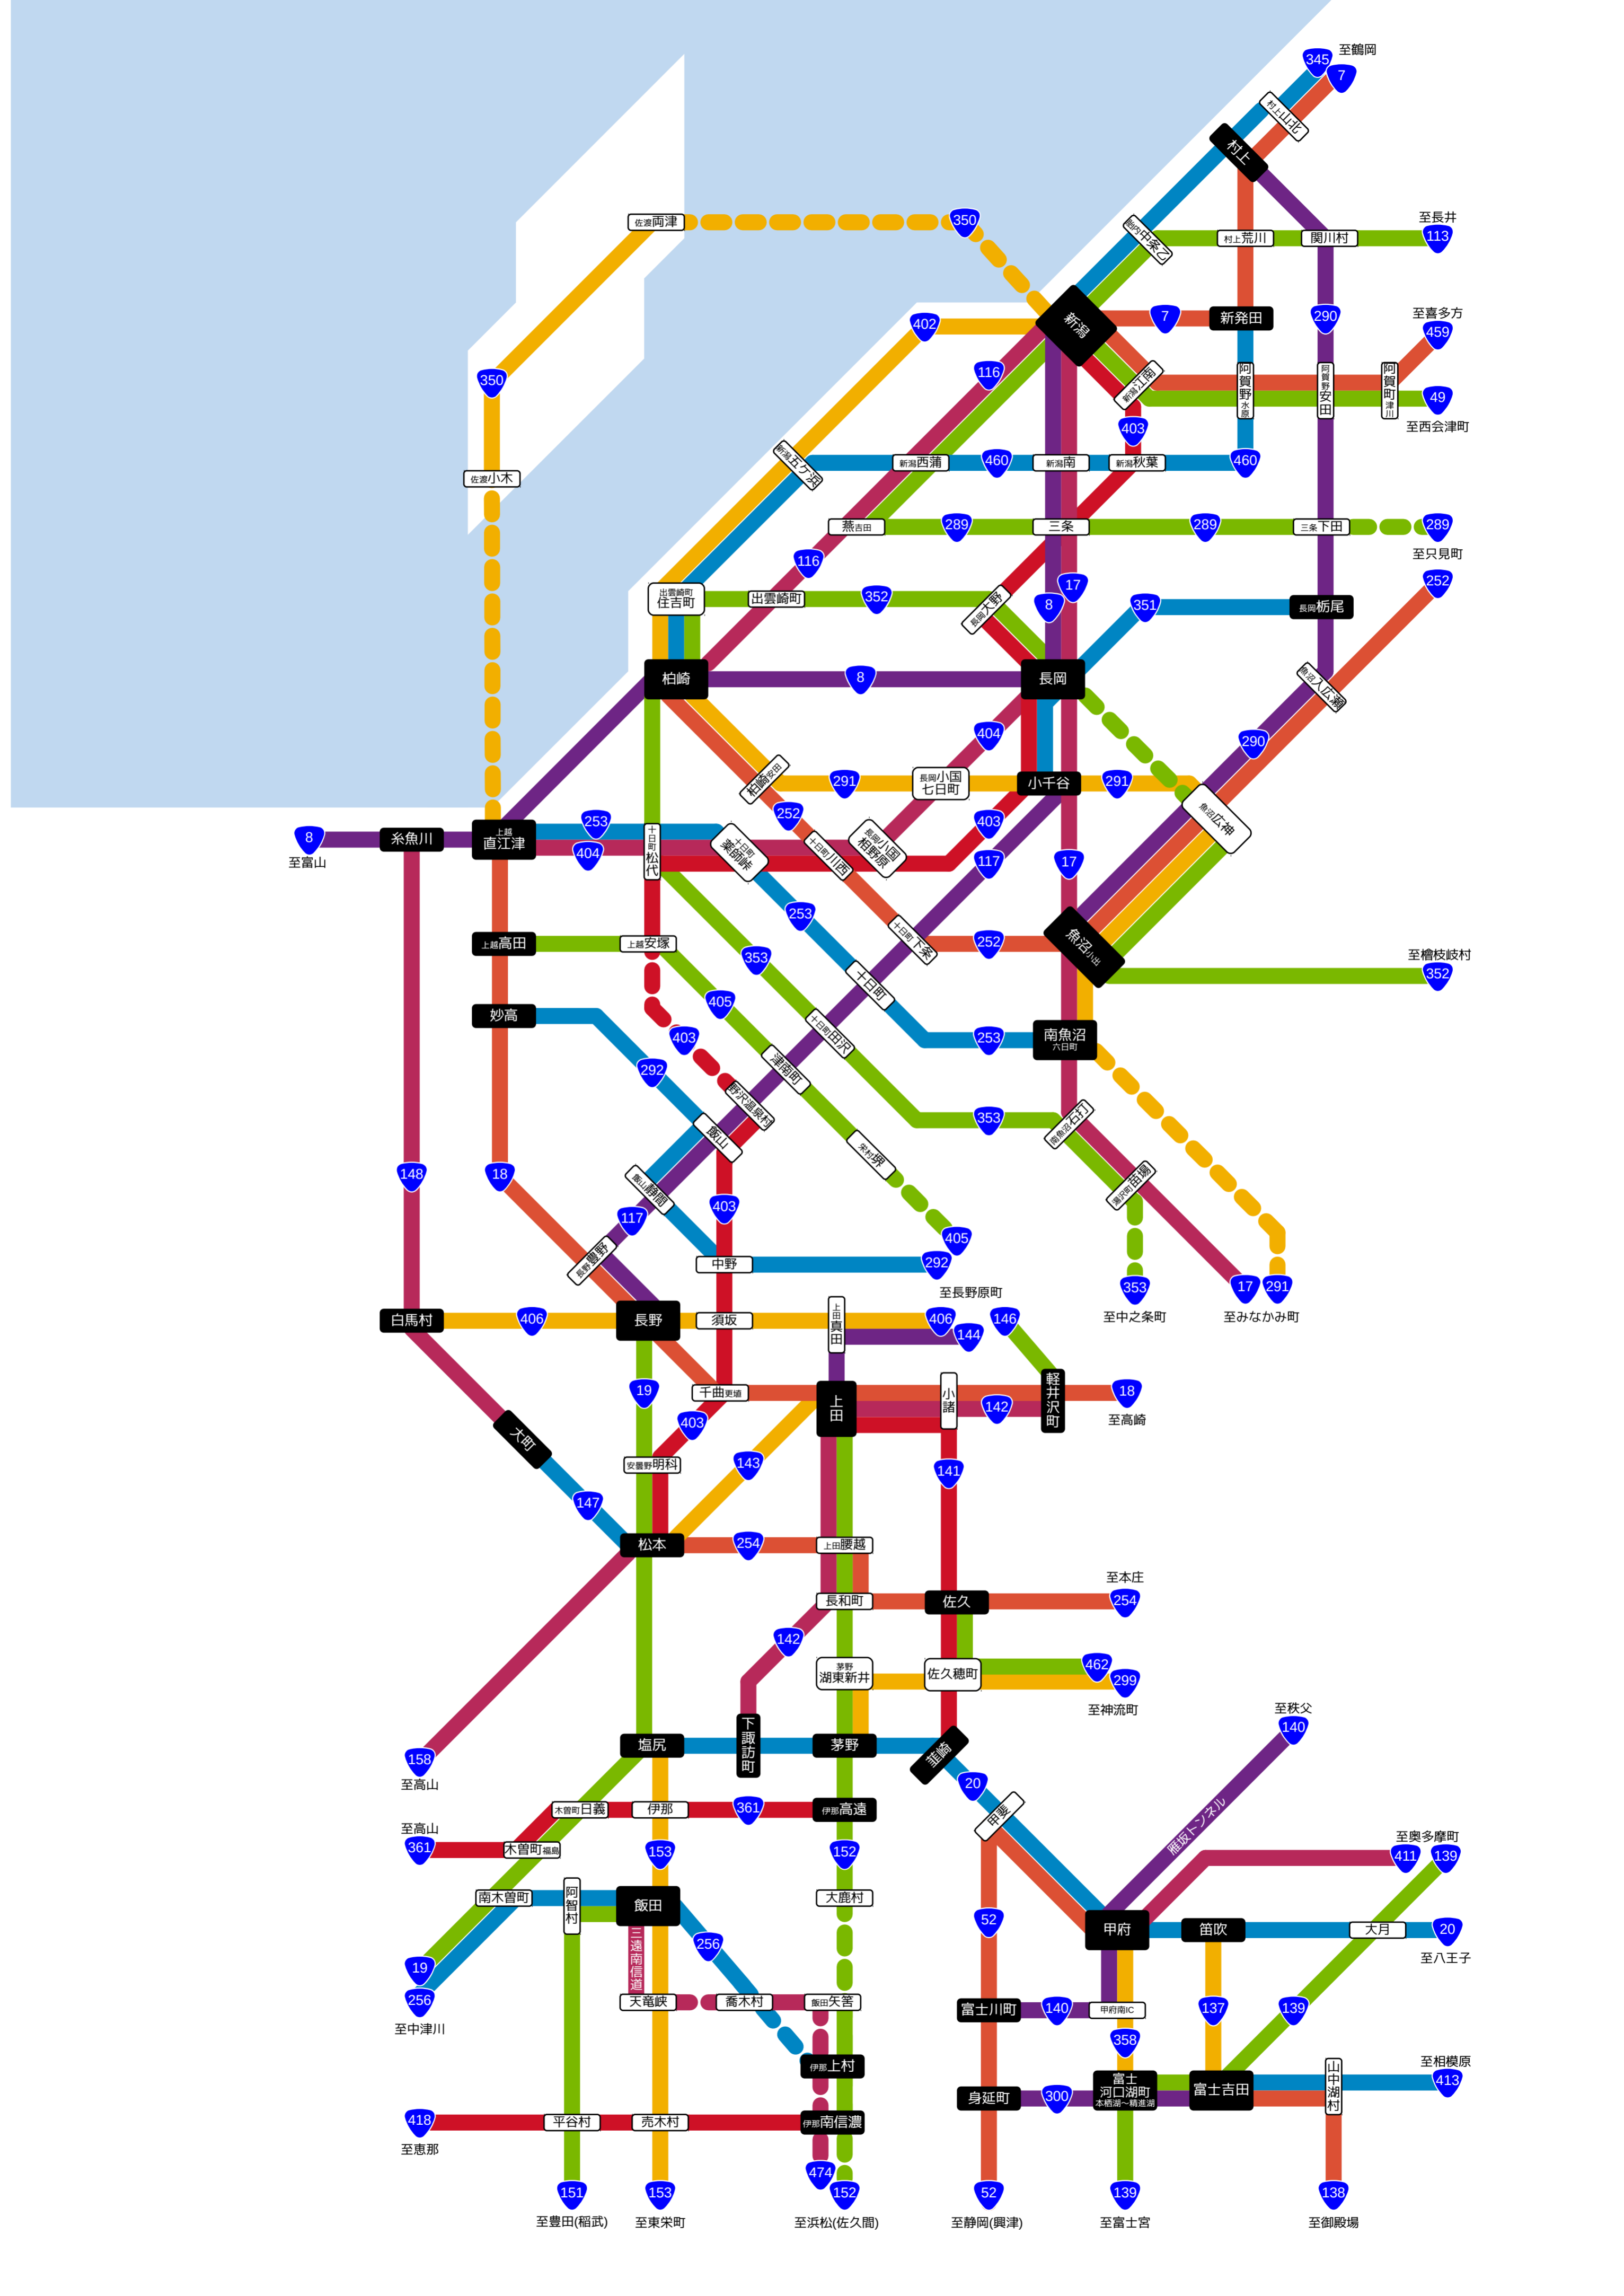 至鶴岡
345
7
村上山北
村上
佐渡両津
350
胎内中条乙
村上荒川
関川村
至長井
113
新潟
402
7
新発田
290
至喜多方
459
116
350
新潟江南
阿賀野水原
阿賀野安田
阿賀町津川
49
至西会津町
403
新潟五ケ浜
新潟西蒲
460
新潟南
新潟秋葉
460
佐渡小木
燕吉田
289
三条
289
三条下田
289
至只見町
116
252
出雲崎町
住吉町
出雲崎町
352
長岡大野
8
17
351
長岡栃尾
柏崎
8
長岡
魚沼入広瀬
404
290
柏崎安田
291
長岡小国
七日町
小千谷
291
魚沼広神
8
至富山
糸魚川
上越
直江津
253
404
十日町松代
十日町
薬師峠
252
十日町川西
長岡小国
相野原
403
117
17
上越高田
上越安塚
253
十日町下条
252
魚沼小出
353
至檜枝岐村
352
妙高
405
十日町
403
十日町田沢
253
南魚沼
六日町
292
津南町
野沢温泉村
353
南魚沼石打
飯山
栄村堺
148
18
飯山静間
湯沢町苗場
117
403
405
長野豊野
中野
292
至長野原町
353
至中之条町
17
291
至みなかみ町
白馬村
406
長野
須坂
上田真田
406
144
146
19
千曲更埴
上田
小諸
142
軽井沢町
18
至高崎
大町
403
安曇野明科
143
141
147
松本
254
上田腰越
長和町
佐久
至本庄
254
142
茅野
湖東新井
佐久穂町
462
299
至神流町
158
至高山
塩尻
下諏訪町
茅野
韮崎
至秩父
140
20
木曽町日義
伊那
361
伊那高遠
甲斐
雁坂トンネル
至高山
361
木曽町福島
153
152
至奥多摩町
411
139
南木曽町
阿智村
飯田
大鹿村
52
甲府
笛吹
大月
20
至八王子
三遠南信道
256
19
256
至中津川
天竜峡
喬木村
飯田矢筈
富士川町
140
甲府南IC
137
139
358
伊那上村
富士
河口湖町
本栖湖〜精進湖
富士吉田
山中湖村
至相模原
413
身延町
300
418
至恵那
平谷村
売木村
伊那南信濃
474
151
153
152
52
139
138
至豊田(稲武)
至東栄町
至浜松(佐久間)
至静岡(興津)
至富士宮
至御殿場